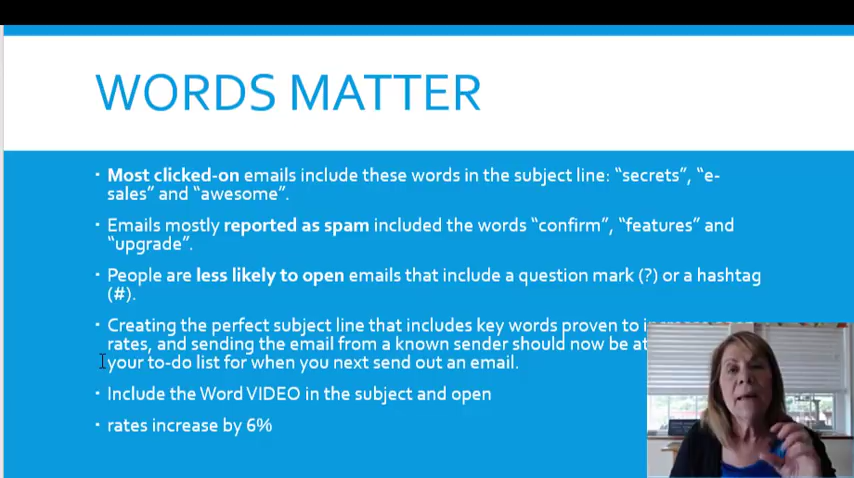 WORDS MATTER
Most clicked-on emails include these words in the subject line: “secrets”, “e-
sales” and “awesome”.
Emails mostly reported as spam included the words “confirm”, “features” and
“upgrade”.
People are less likely to open emails that include a question mark (?) or a hashtag
(#).
Creating the perfect subject line that includes key words proven to
rates, and sending the email from a known sender should now be at
your to-do list for when you next send out an email.
Include the Word VIDEO in the subject and open
rates increase by 6%